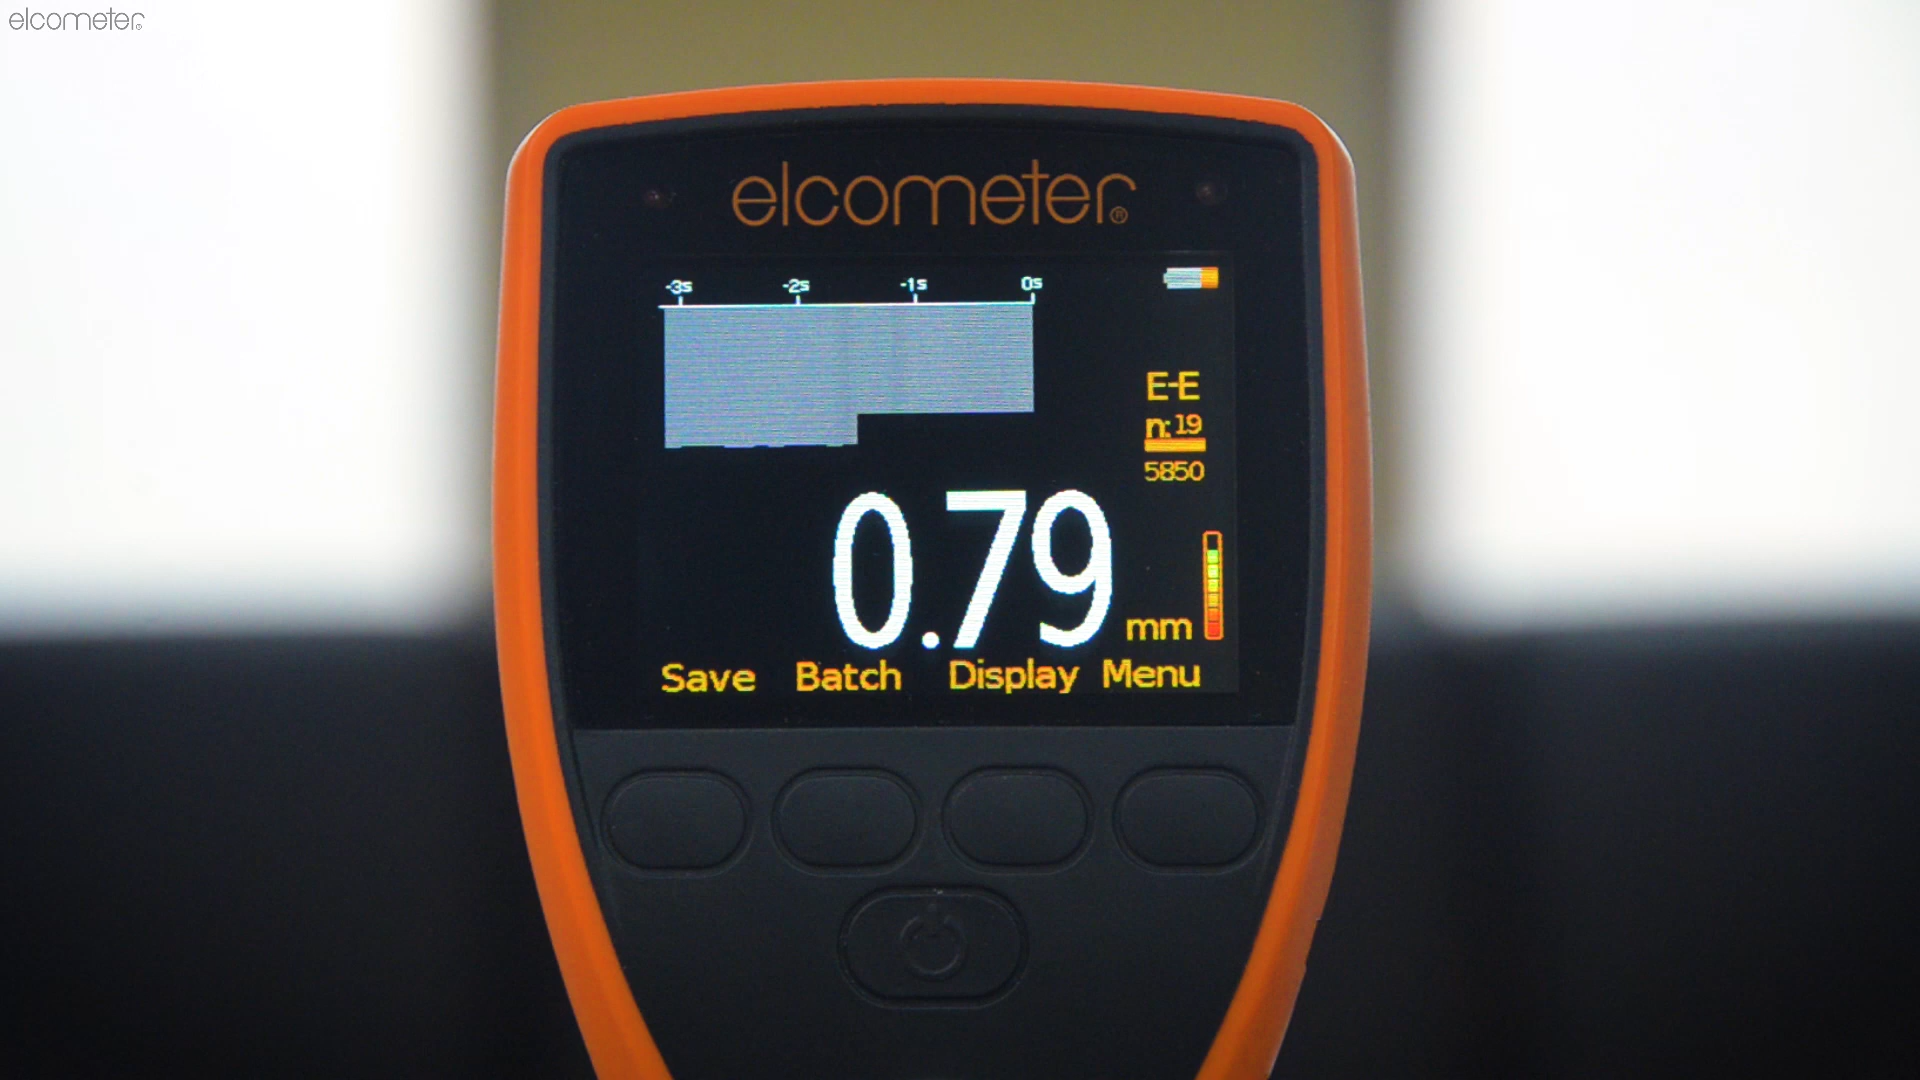 elcometer®
elcometer®
-3s -2s -1s 0s
E-E
n: 19
5850
0.79 mm
Save Batch Display Menu